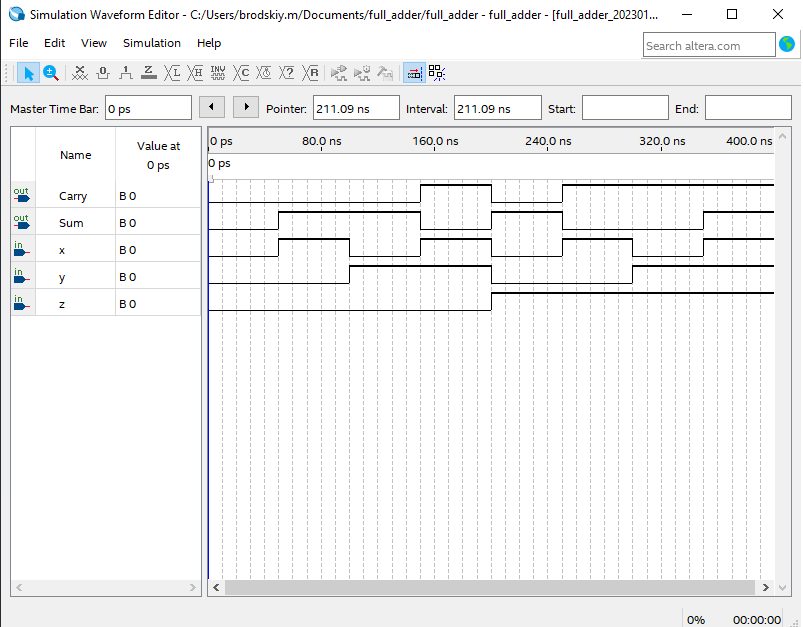 Simulation Waveform Editor - C:/Users/brodskiy.m/Documents/full_adder/full_adder - full_adder - [full_adder_202301...
File Edit View Simulation Help
Search altera.com
Master Time Bar: 0 ps Pointer: 211.09 ns Interval: 211.09 ns Start: End:
Name Value at 0 ps
0 ps 80.0 ns 160.0 ns 240.0 ns 320.0 ns 400.0 ns
0 ps
out Carry B 0
out Sum B 0
in x B 0
in y B 0
in z B 0
0% 00:00:00